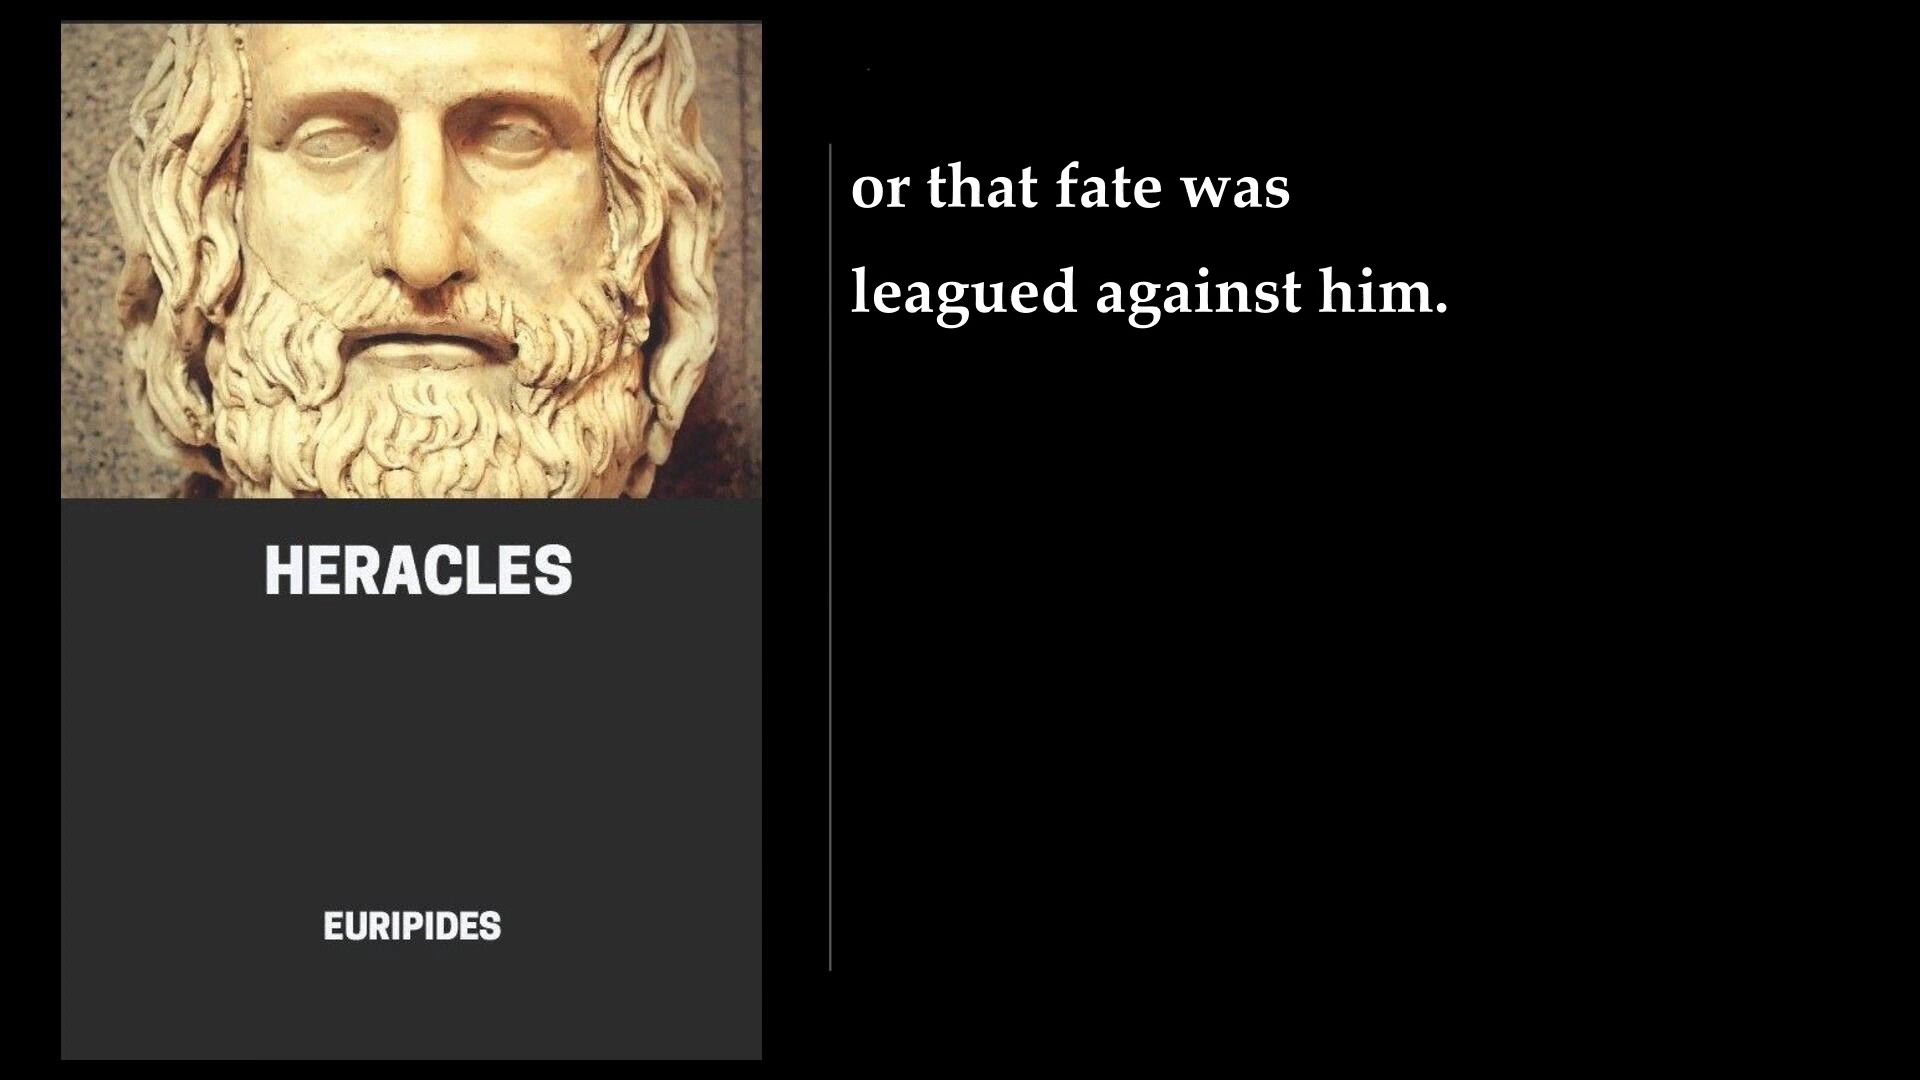 HERACLES
EURIPIDES
or that fate was
leagued against him.